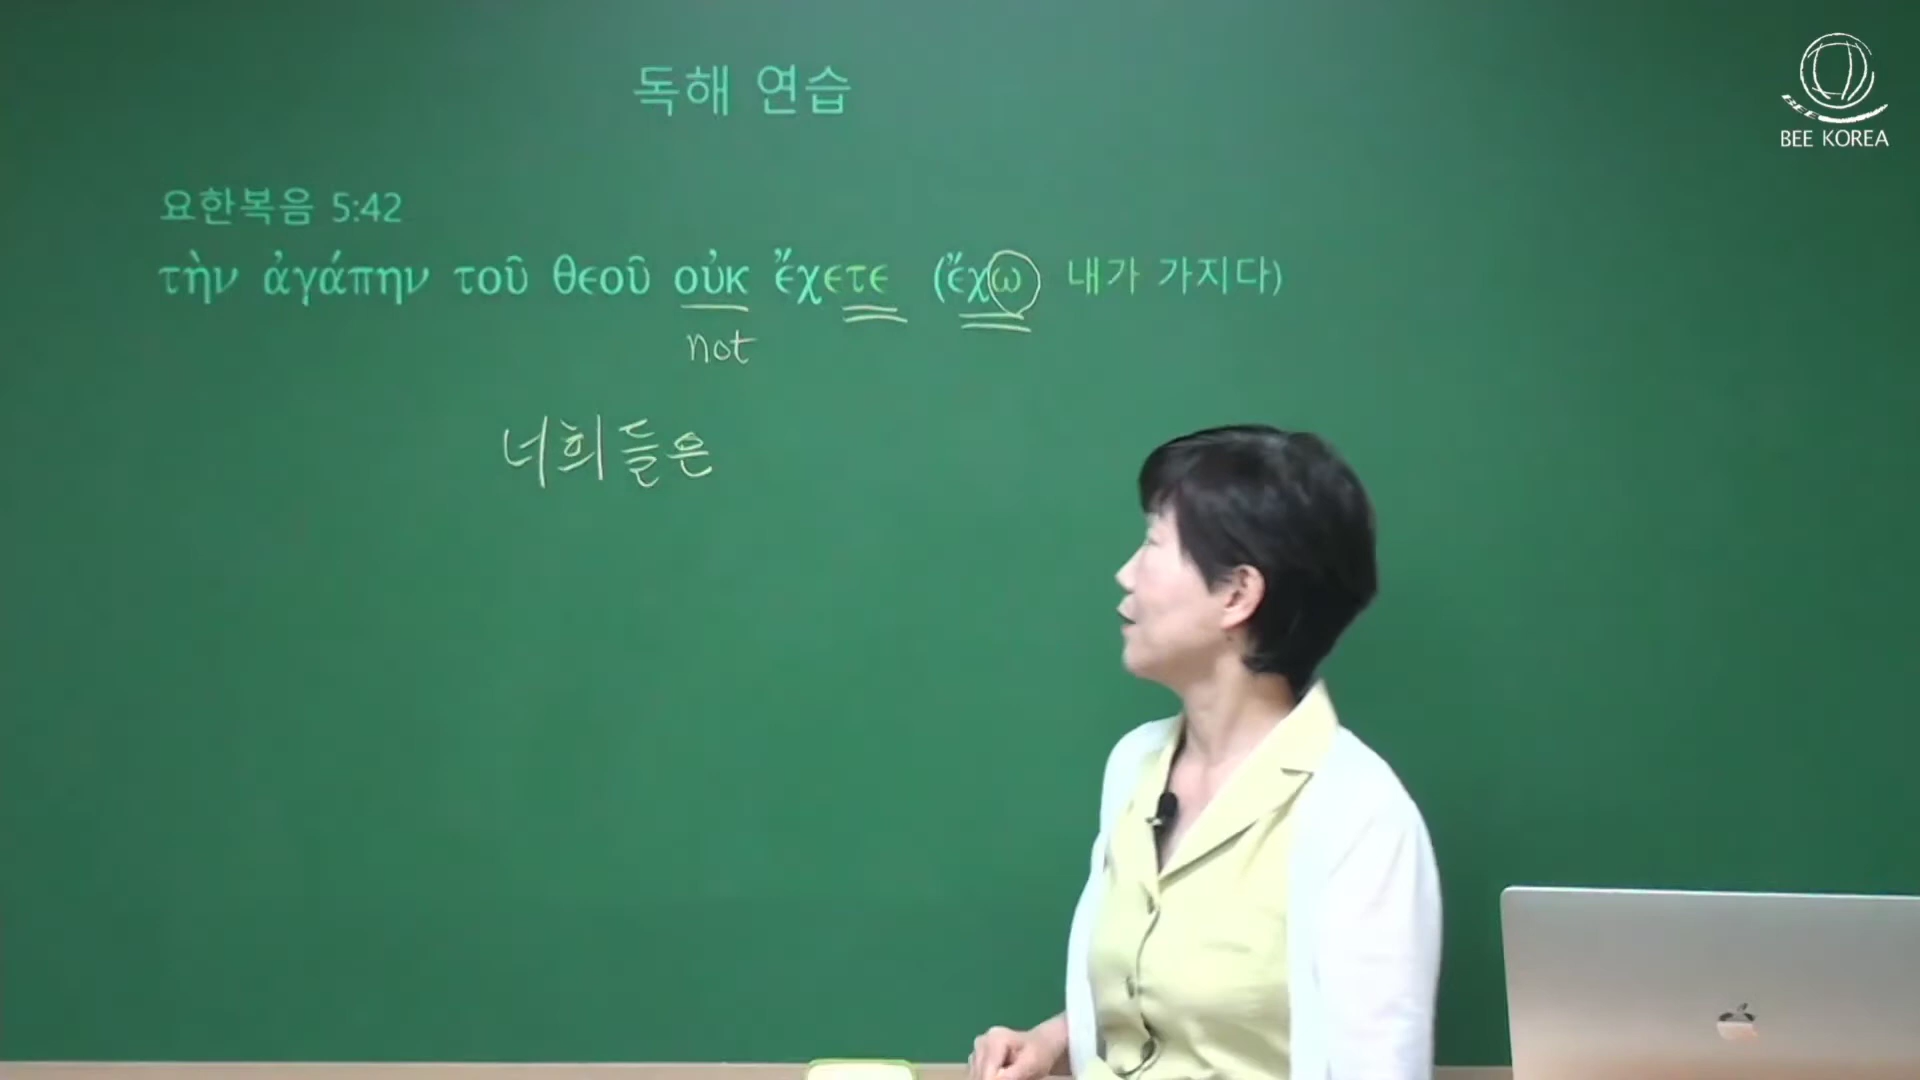 독해 연습
BEE
BEE KOREA
요한복음 5:42
τὴν ἀγάπην τοῦ θεοῦ οὐκ ἔχετε (ἔχω 내가 가지다)
not
너희들은